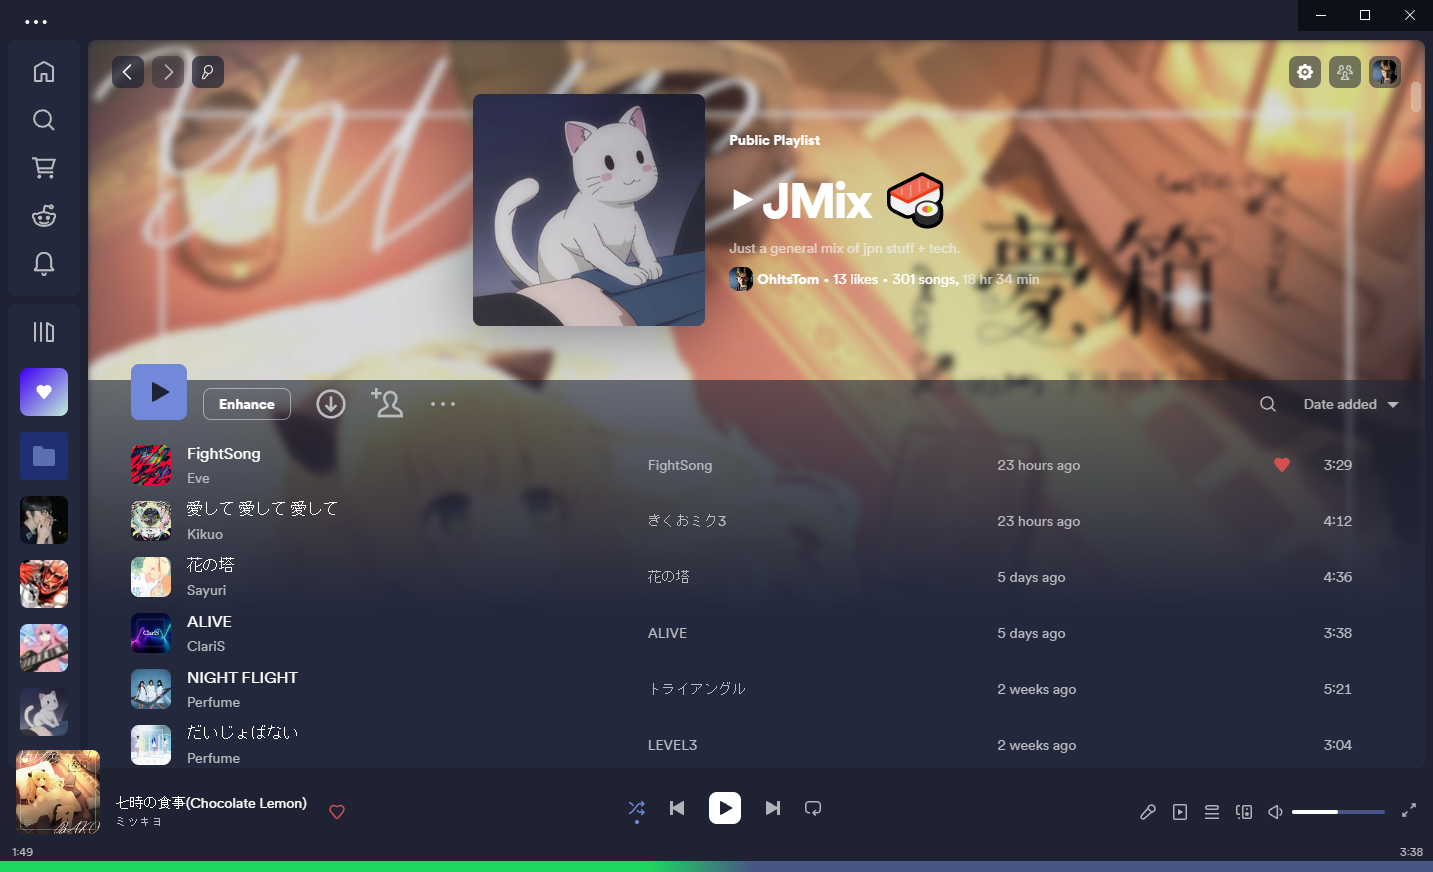 Public Playlist
JMix
Just a general mix of jpn stuff + tech.
OhItsTom • 13 likes • 301 songs, 18 hr 34 min
夢箱
Enhance
Date added
FightSong
Eve
FightSong
23 hours ago
3:29
愛して 愛して 愛して
Kikuo
きくおミク3
23 hours ago
4:12
花の塔
Sayuri
花の塔
5 days ago
4:36
ALIVE
ClariS
ALIVE
5 days ago
3:38
NIGHT FLIGHT
Perfume
トライアングル
2 weeks ago
5:21
だいじょばない
Perfume
LEVEL3
2 weeks ago
3:04
七時の食事(Chocolate Lemon)
ミツキヨ
1:49
3:38